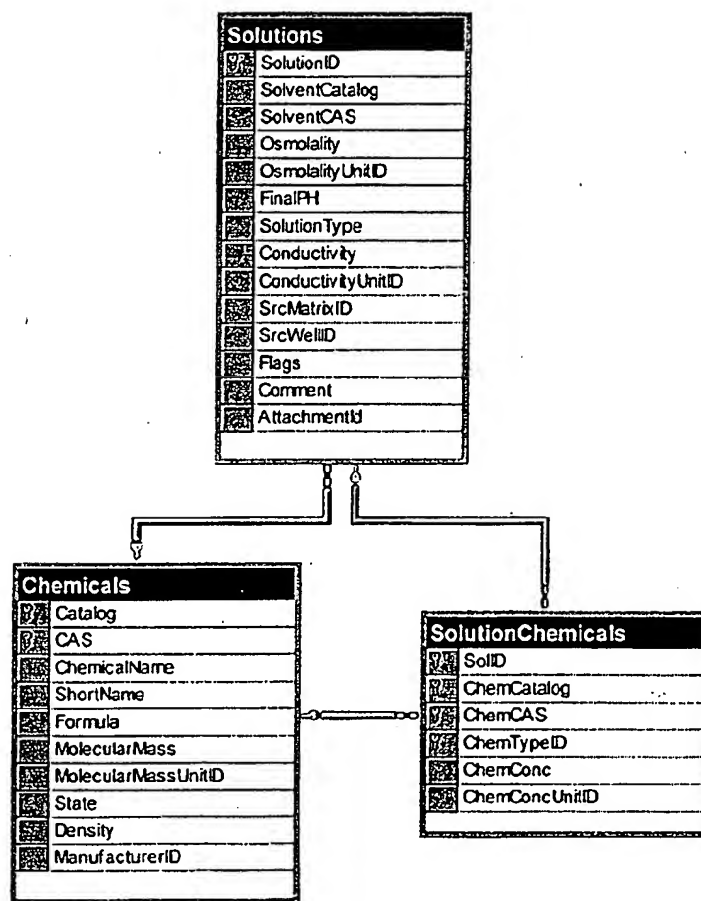 Solutions
SolutionID
SolventCatalog
SolventCAS
Osmolality
OsmolalityUnitID
FinalPH
SolutionType
Conductivity
ConductivityUnitID
SrcMatrixID
SrcWellID
Flags
Comment
AttachmentId
Chemicals
Catalog
CAS
ChemicalName
ShortName
Formula
MolecularMass
MolecularMassUnitID
State
Density
ManufacturerID
SolutionChemicals
SolID
ChemCatalog
ChemCAS
ChemTypeID
ChemConc
ChemConcUnitID